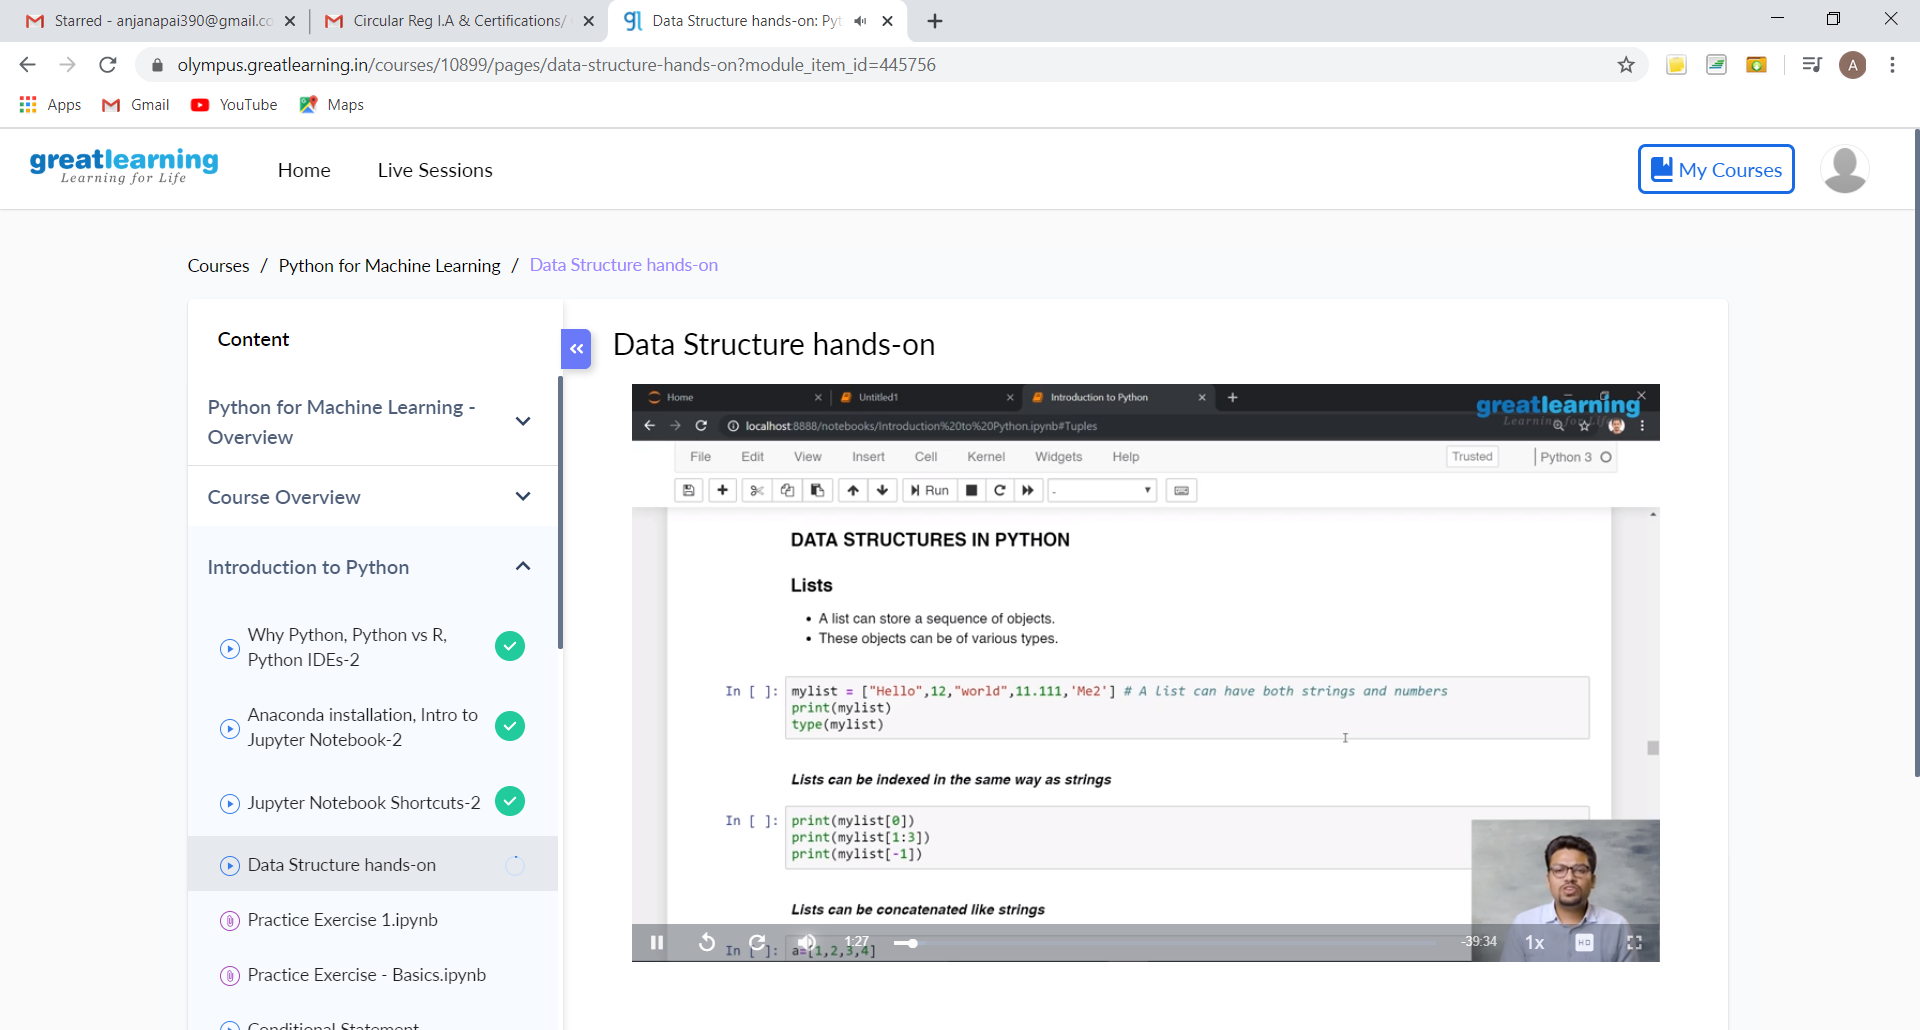 Starred - anjanapai390@gmail.co
Circular Reg I.A & Certifications/
Data Structure hands-on: Pyt
olympus.greatlearning.in/courses/10899/pages/data-structure-hands-on?module_item_id=445756
A
Apps
Gmail
YouTube
Maps
greatlearning
Learning for Life
Home
Live Sessions
My Courses
Courses / Python for Machine Learning / Data Structure hands-on
Content
Python for Machine Learning -
Overview
Course Overview
Introduction to Python
Why Python, Python vs R,
Python IDEs-2
Anaconda installation, Intro to
Jupyter Notebook-2
Jupyter Notebook Shortcuts-2
Data Structure hands-on
Practice Exercise 1.ipynb
Practice Exercise - Basics.ipynb
Conditional Statement
«
Data Structure hands-on
Home
Untitled1
Introduction to Python
greatlearning
Learning for Life
localhost:8888/notebooks/Introduction%20to%20Python.ipynb#Tuples
File Edit View Insert Cell Kernel Widgets Help
Trusted
Python 3
Run
-
DATA STRUCTURES IN PYTHON
Lists
• A list can store a sequence of objects.
• These objects can be of various types.
In [ ]: mylist = ["Hello",12,"world",11.111,'Me2'] # A list can have both strings and numbers
print(mylist)
type(mylist)
Lists can be indexed in the same way as strings
In [ ]: print(mylist[0])
print(mylist[1:3])
print(mylist[-1])
Lists can be concatenated like strings
In [ ]: a=[1,2,3,4]
1:27
-39:34
1x
HD